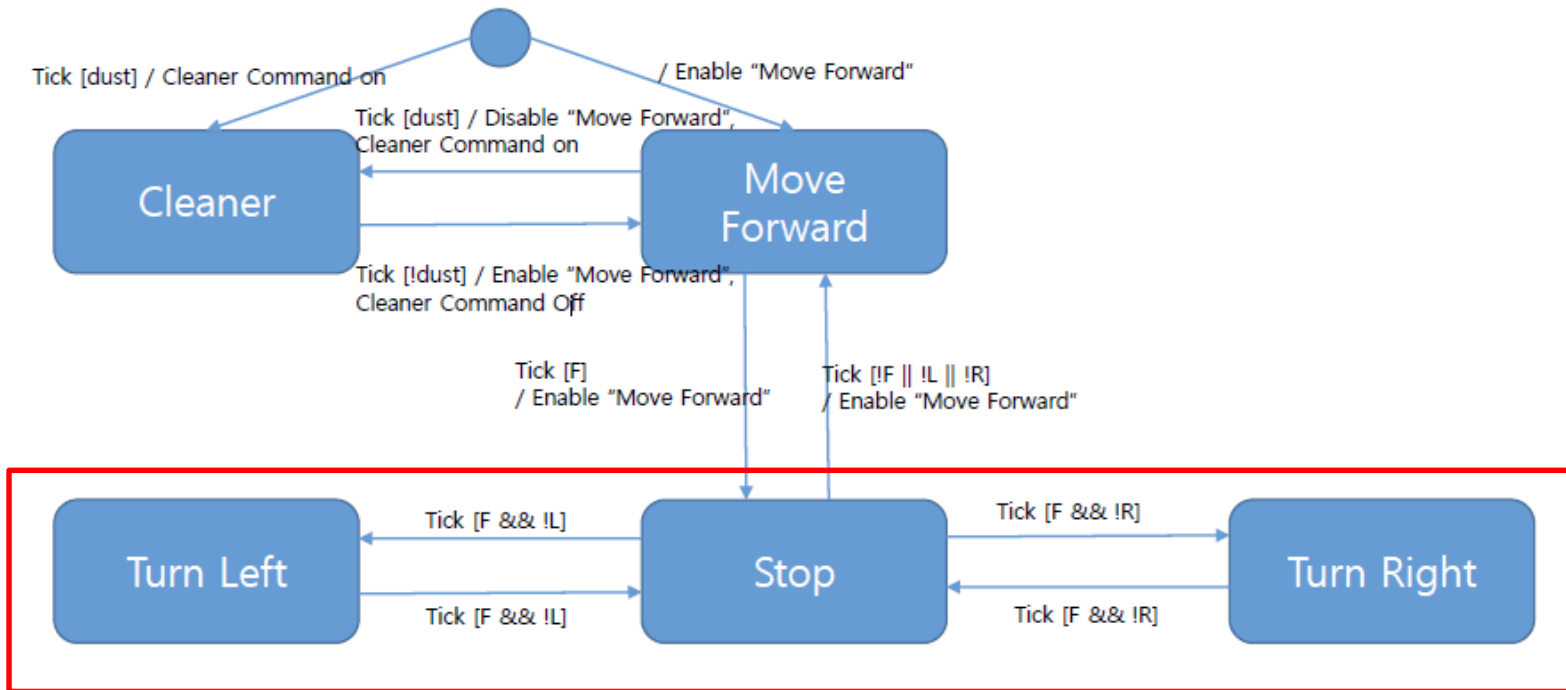 Tick [dust] / Cleaner Command on
/ Enable “Move Forward”
Tick [dust] / Disable “Move Forward”,
Cleaner Command on
Cleaner
Move
Forward
Tick [!dust] / Enable “Move Forward”,
Cleaner Command Off
Tick [F]
/ Enable “Move Forward”
Tick [!F || !L || !R]
/ Enable “Move Forward”
Turn Left
Tick [F && !L]
Tick [F && !L]
Stop
Tick [F && !R]
Tick [F && !R]
Turn Right